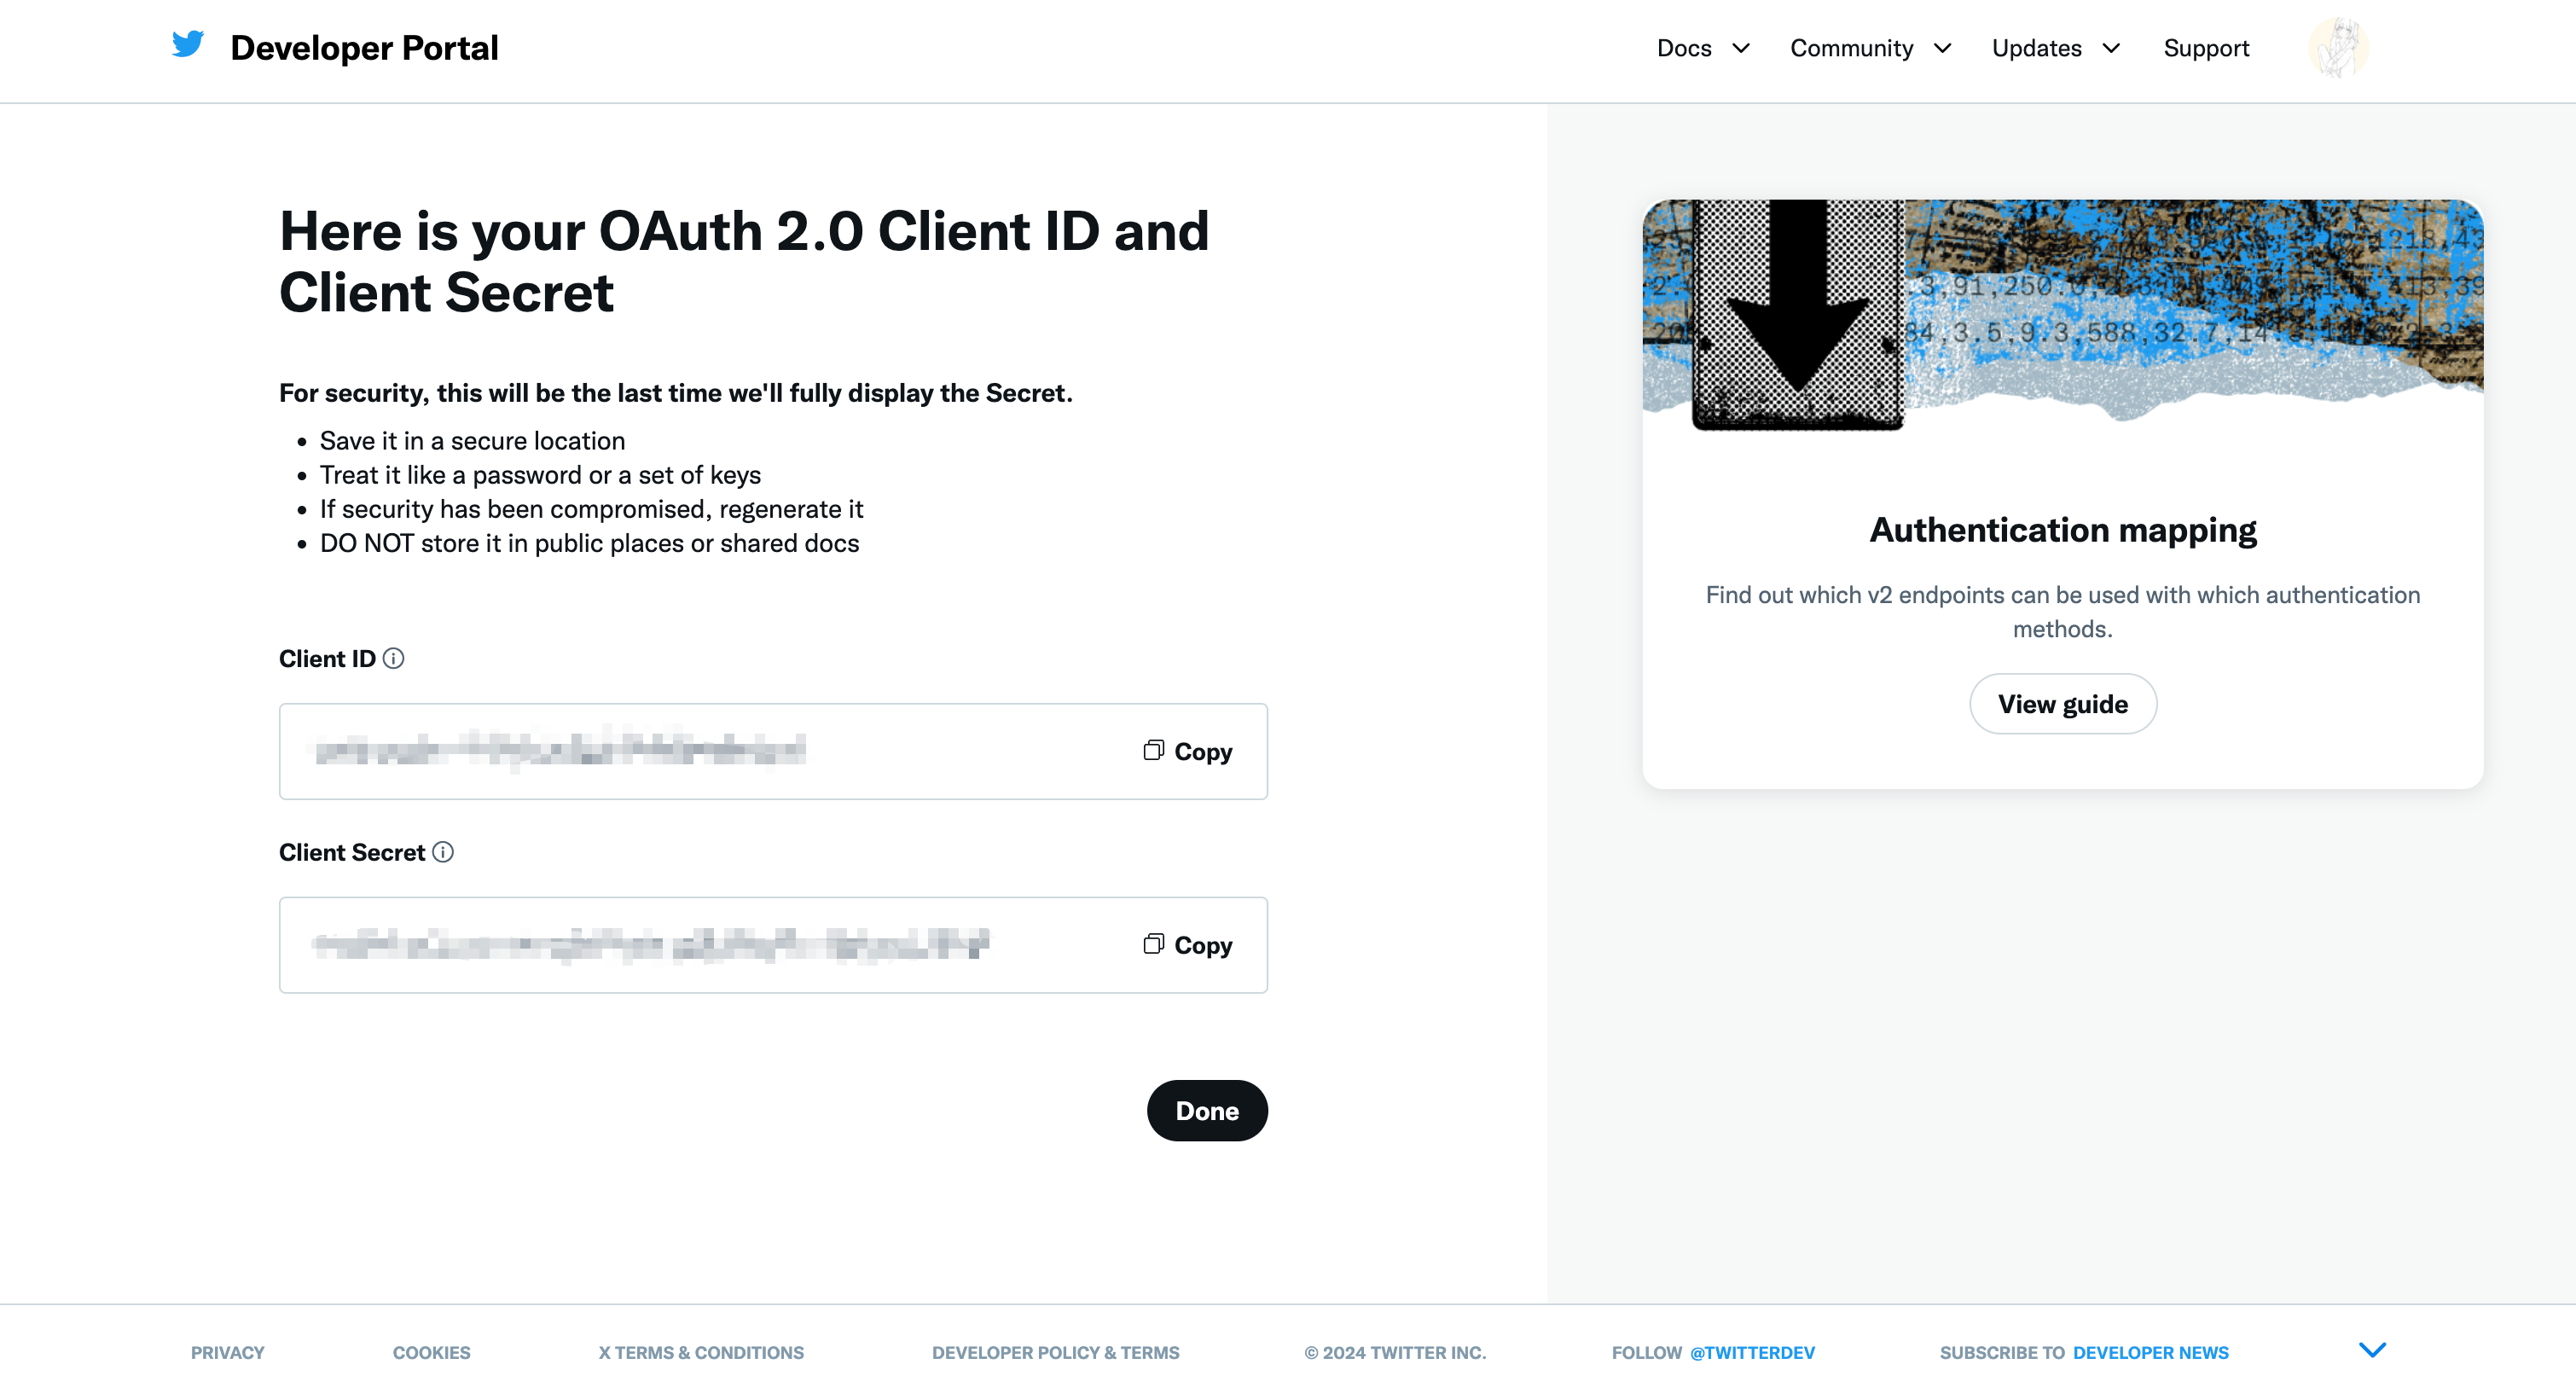 Developer Portal
Docs
Community
Updates
Support
Here is your OAuth 2.0 Client ID and
Client Secret
For security, this will be the last time we'll fully display the Secret.
Save it in a secure location
Treat it like a password or a set of keys
If security has been compromised, regenerate it
DO NOT store it in public places or shared docs
Client ID
Copy
Client Secret
Copy
Done
Authentication mapping
Find out which v2 endpoints can be used with which authentication
methods.
View guide
PRIVACY
COOKIES
X TERMS & CONDITIONS
DEVELOPER POLICY & TERMS
© 2024 TWITTER INC.
FOLLOW @TWITTERDEV
SUBSCRIBE TO DEVELOPER NEWS